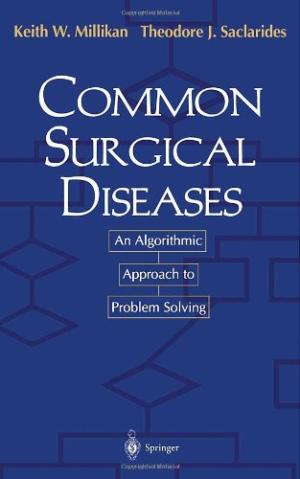 Keith W. Millikan Theodore J. Saclarides
COMMON
SURGICAL
DISEASES
An Algorithmic
Approach to
Problem Solving
Springer